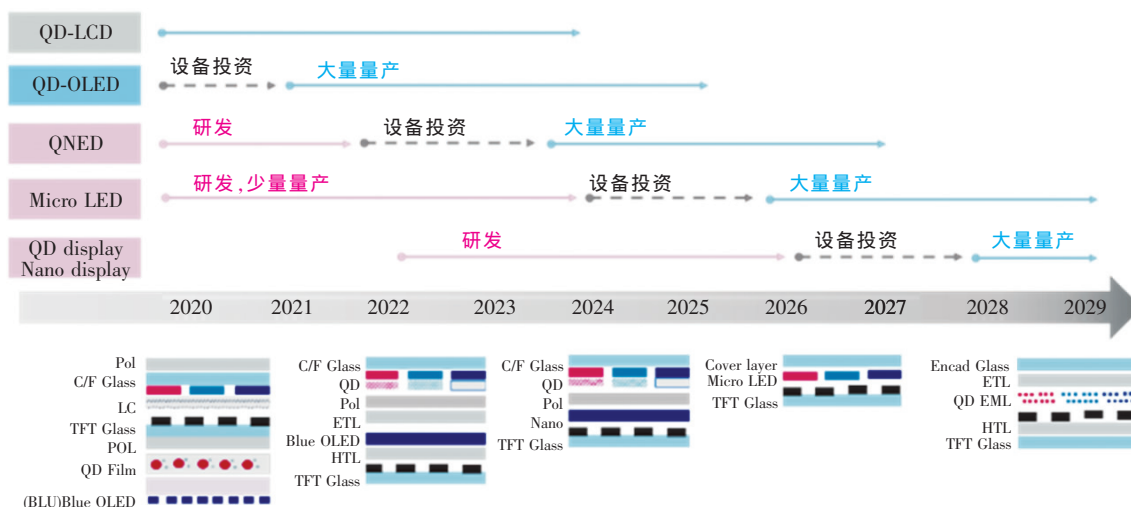 QD-LCD
QD-OLED
设备投资
大量量产
QNED
研发
设备投资
大量量产
Micro LED
研发,少量量产
设备投资
大量量产
QD display
Nano display
研发
设备投资
大量量产
2020 2021 2022 2023 2024 2025 2026 2027 2028 2029
Pol
C/F Glass
LC
TFT Glass
POL
QD Film
(BLU)Blue OLED
C/F Glass
QD
Pol
ETL
Blue OLED
HTL
TFT Glass
C/F Glass
QD
Pol
Nano
TFT Glass
Cover layer
Micro LED
TFT Glass
Encad Glass
ETL
QD EML
HTL
TFT Glass